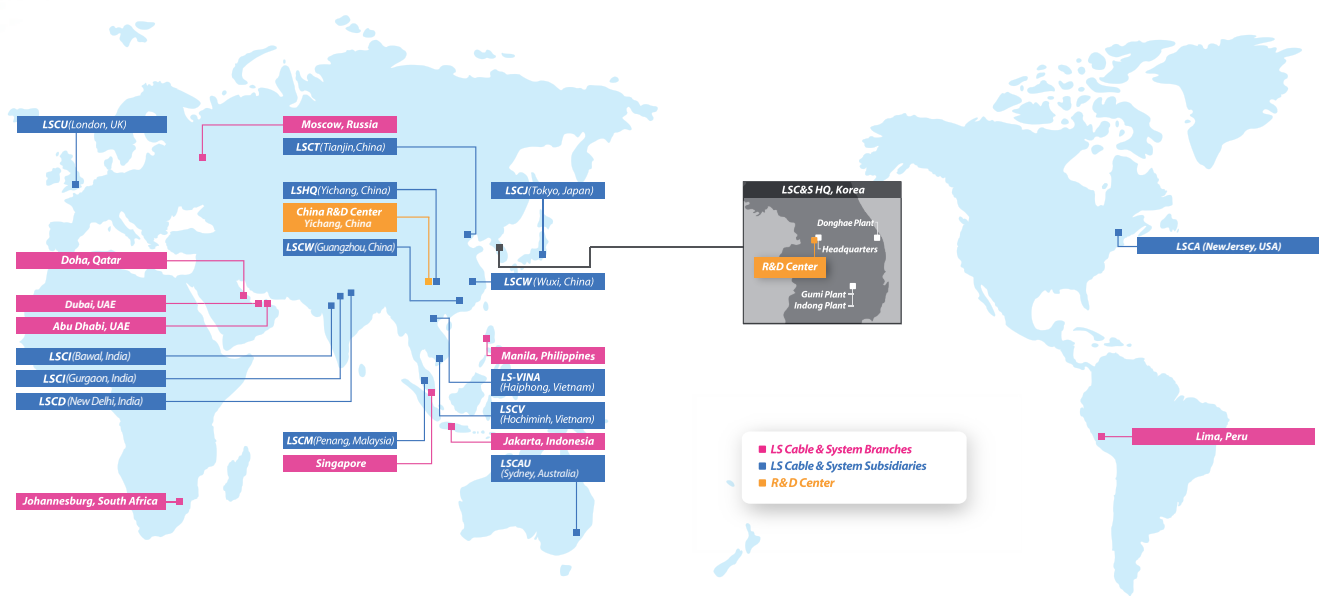 LSCU(London, UK)
Moscow, Russia
LSCT(Tianjin,China)
LSHQ(Yichang, China)
LSCJ(Tokyo, Japan)
China R&D Center
Yichang, China
LSCW(Guangzhou, China)
Doha, Qatar
LSCW (Wuxi, China)
Dubai, UAE
Abu Dhabi, UAE
LSCI(Bawal, India)
LSCI(Gurgaon, India)
LSCD(New Delhi, India)
Manila, Philippines
LS-VINA
(Haiphong, Vietnam)
LSCV
(Hochiminh, Vietnam)
LSCM(Penang, Malaysia)
Jakarta, Indonesia
Singapore
LSCAU
(Sydney, Australia)
Johannesburg, South Africa
LSC&S HQ, Korea
Donghae Plant
Headquarters
R&D Center
Gumi Plant
Indong Plant
LSCA (NewJersey, USA)
Lima, Peru
LS Cable & System Branches
LS Cable & System Subsidiaries
R&D Center